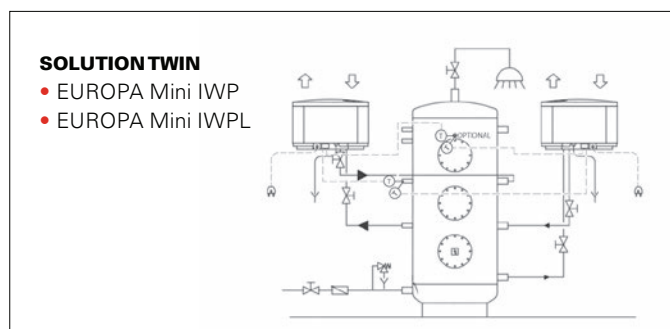 SOLUTION TWIN
• EUROPA Mini IWP
• EUROPA Mini IWPL
T
OPTIONAL
T